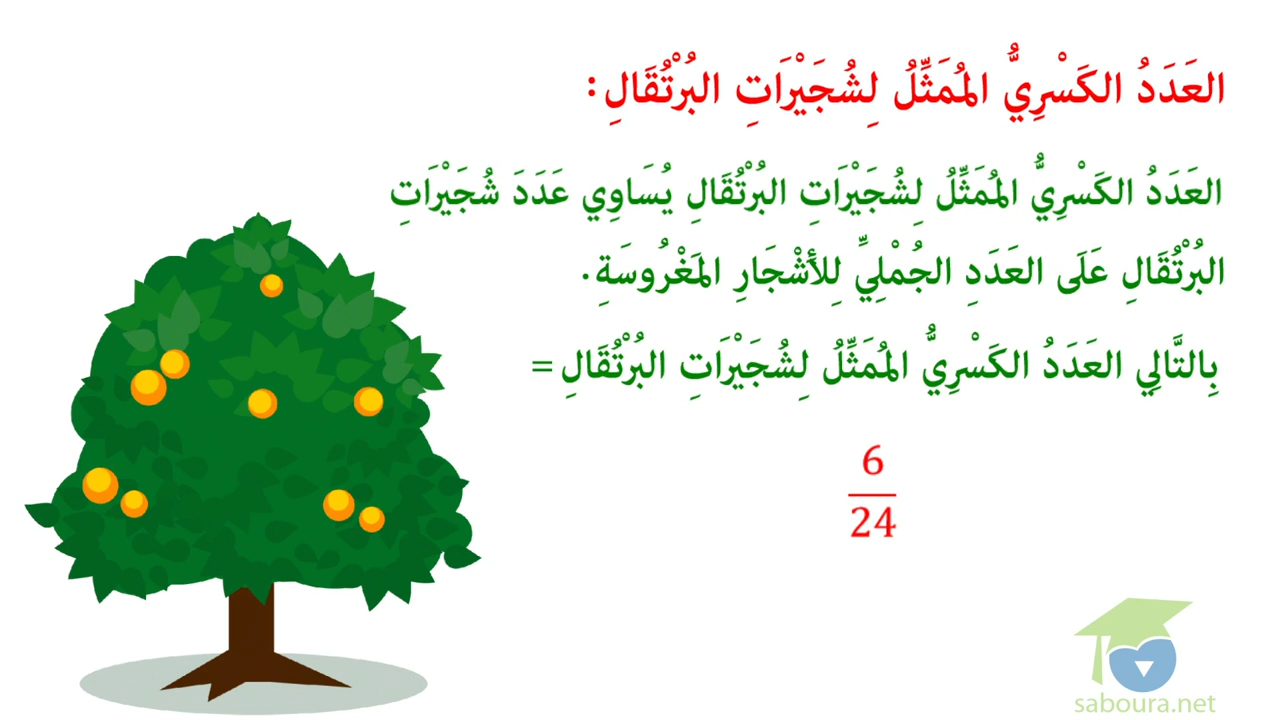 العَدَدُ الكَسْرِيُّ المُمَثِّلُ لِشُجَيْرَاتِ البُرْتُقَالِ:
العَدَدُ الكَسْرِيُّ المُمَثِّلُ لِشُجَيْرَاتِ البُرْتُقَالِ يُسَاوِي عَدَدَ شُجَيْرَاتِ
البُرْتُقَالِ عَلَى العَدَدِ الجُمْلِيِّ لِلأَشْجَارِ المَغْرُوسَةِ.
بِالتَّالِي العَدَدُ الكَسْرِيُّ المُمَثِّلُ لِشُجَيْرَاتِ البُرْتُقَالِ=
6
24
saboura.net